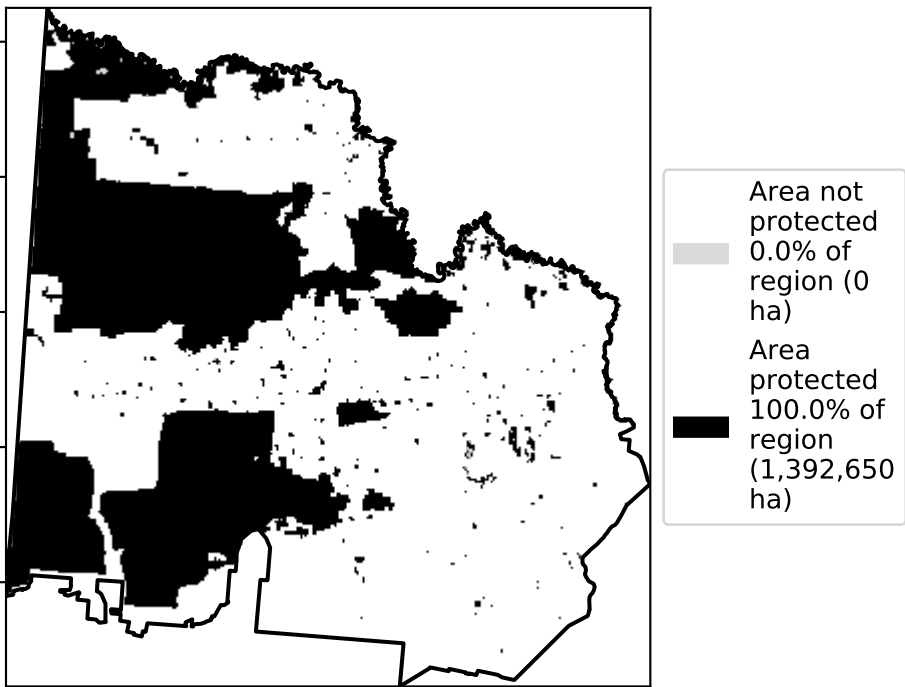 Area not
protected
0.0% of
region (0
ha)
Area
protected
100.0% of
region
(1,392,650
ha)